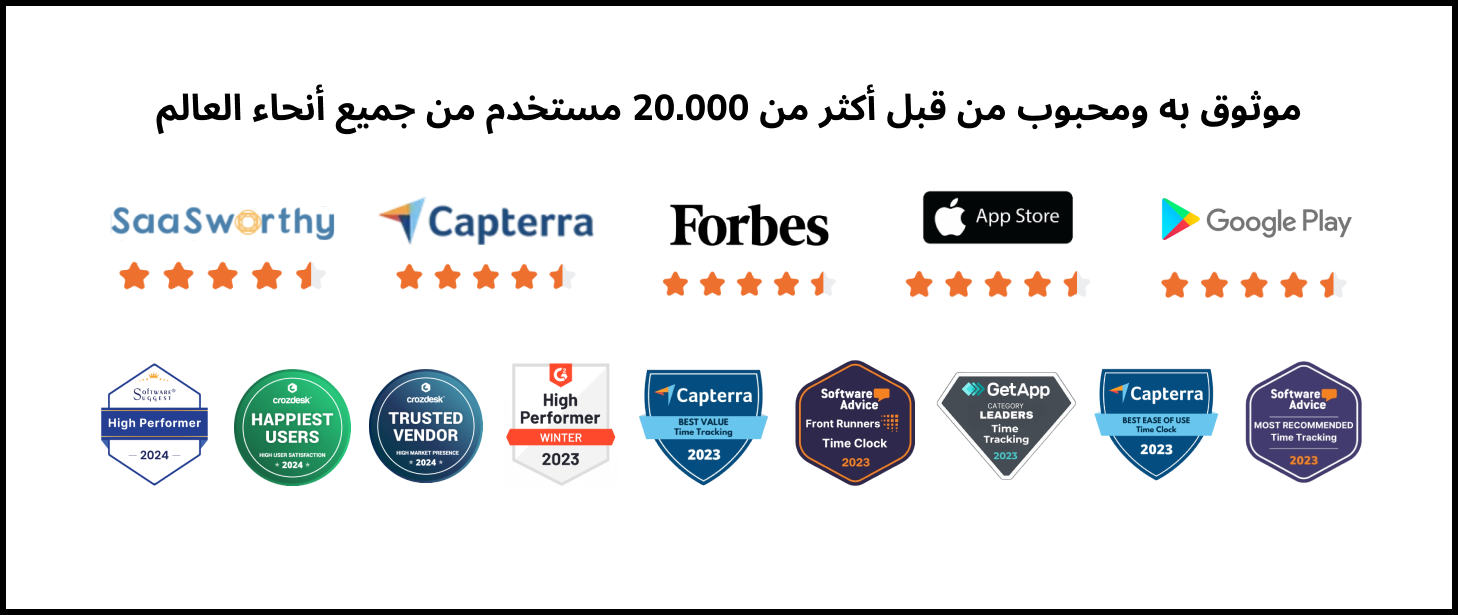 موثوق به ومحبوب من قبل أكثر من 20.000 مستخدم من جميع أنحاء العالم
SaaSworthy
Capterra
Forbes
App Store
Google Play
Software®
Suggest
High Performer
2024
crozdesk
HAPPIEST
USERS
HIGH USER SATISFACTION
2024
crozdesk
TRUSTED
VENDOR
HIGH MARKET PRESENCE
2024
High
Performer
WINTER
2023
Capterra
BEST VALUE
Time Tracking
2023
Software
Advice
Front Runners
Time Clock
2023
GetApp
CATEGORY
LEADERS
Time
Tracking
2023
Capterra
BEST EASE OF USE
Time Clock
2023
Software
Advice
MOST RECOMMENDED
Time Tracking
2023